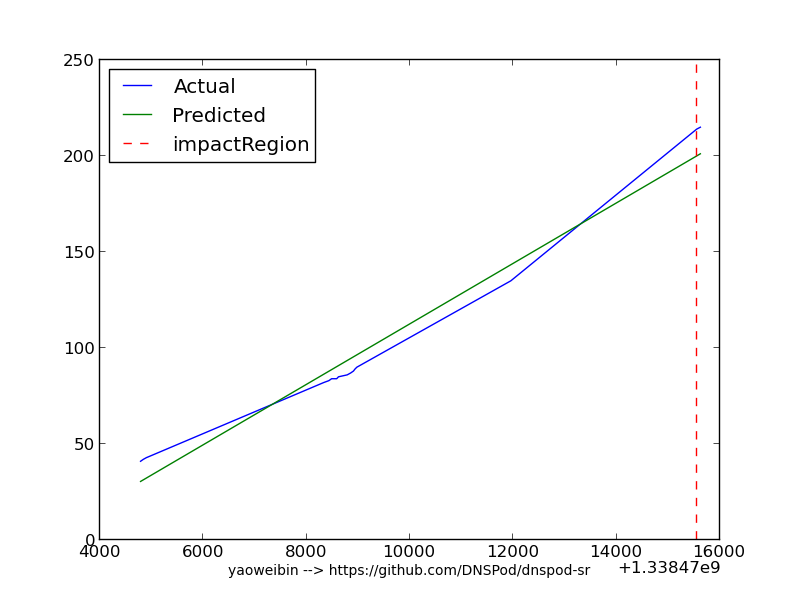 250
200
150
100
50
0
Actual
Predicted
impactRegion
4000 6000 8000 10000 12000 14000 16000
yaoweibin --> https://github.com/DNSPod/dnspod-sr
+1.33847e9